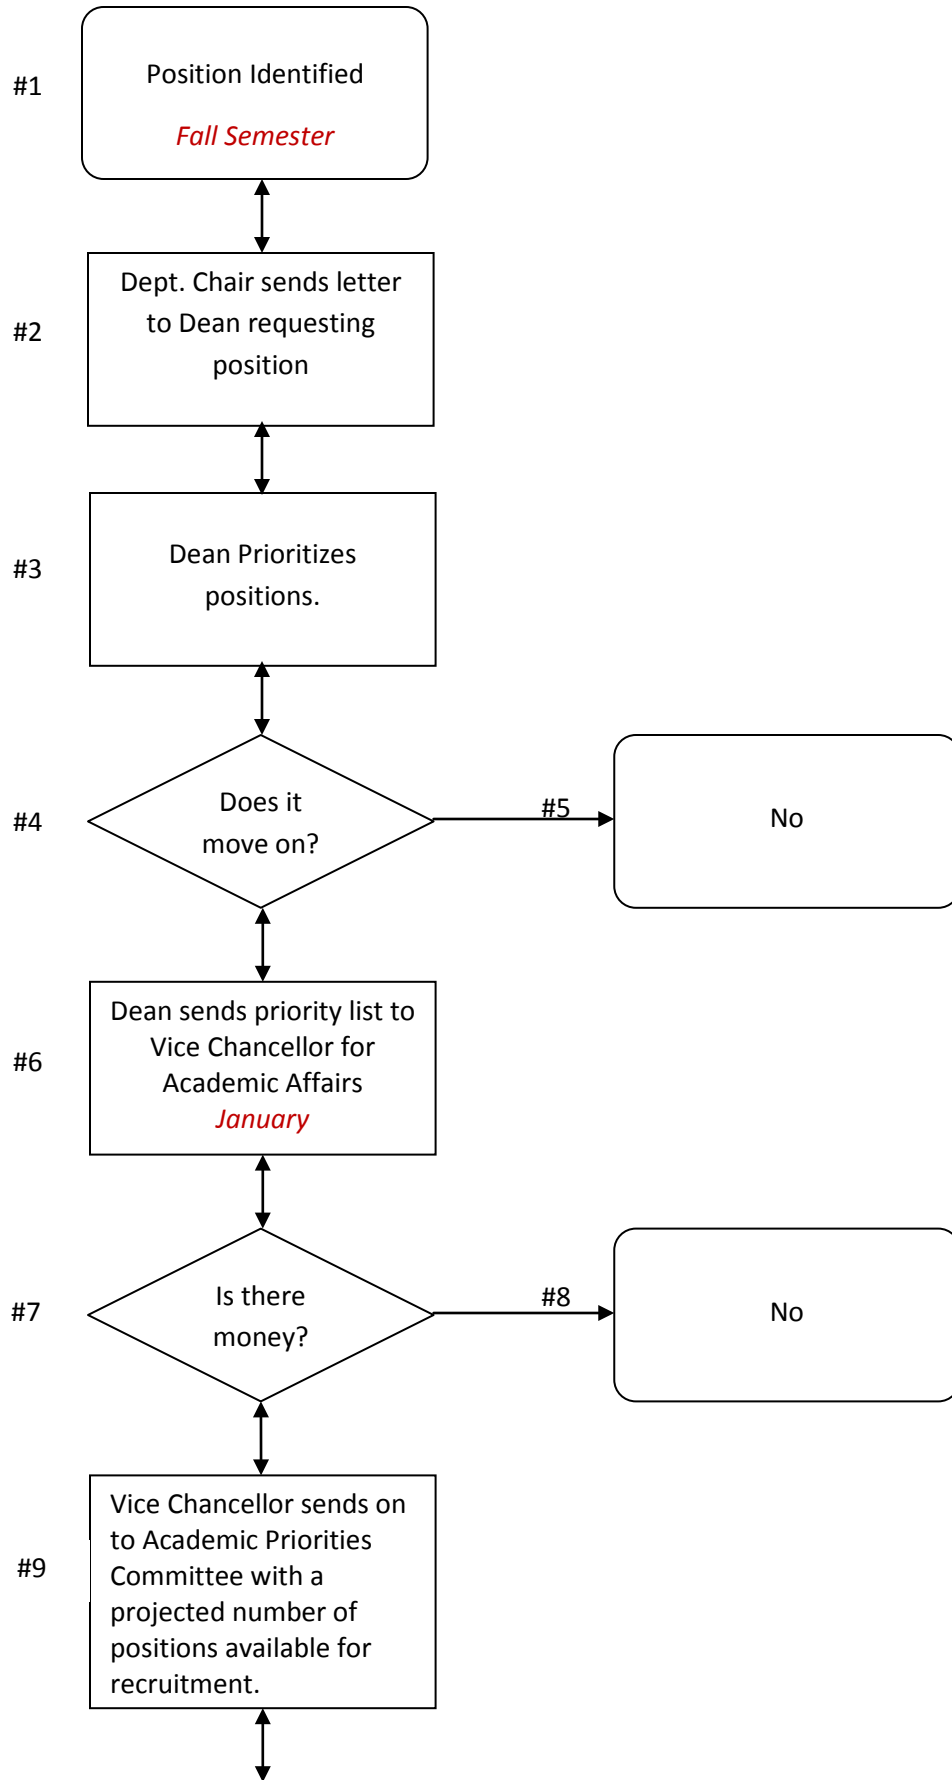 #1
Position Identified
Fall Semester
#2
Dept. Chair sends letter
to Dean requesting
position
#3
Dean Prioritizes
positions.
#4
Does it
move on?
#5
No
#6
Dean sends priority list to
Vice Chancellor for
Academic Affairs
January
#7
Is there
money?
#8
No
#9
Vice Chancellor sends on
to Academic Priorities
Committee with a
projected number of
positions available for
recruitment.